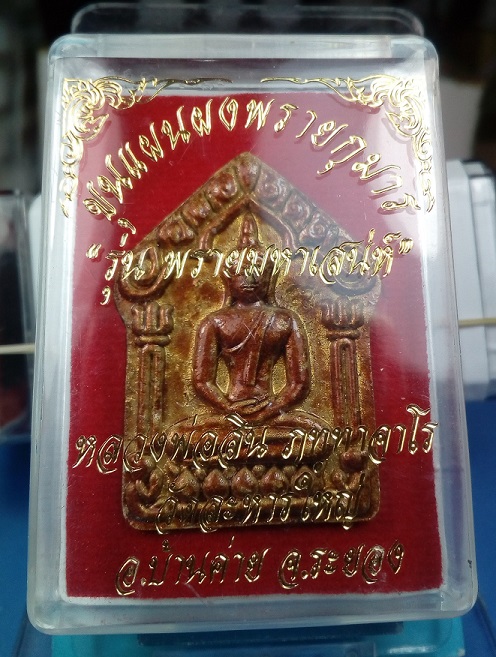 ขุนแผนผงพรายกุมาร
"รุ่น พรายมหาเสน่ห์"
หลวงพ่อสิน ภทฺทาจาโร
วัดละหารใหญ่
อ.บ้านค่าย จ.ระยอง